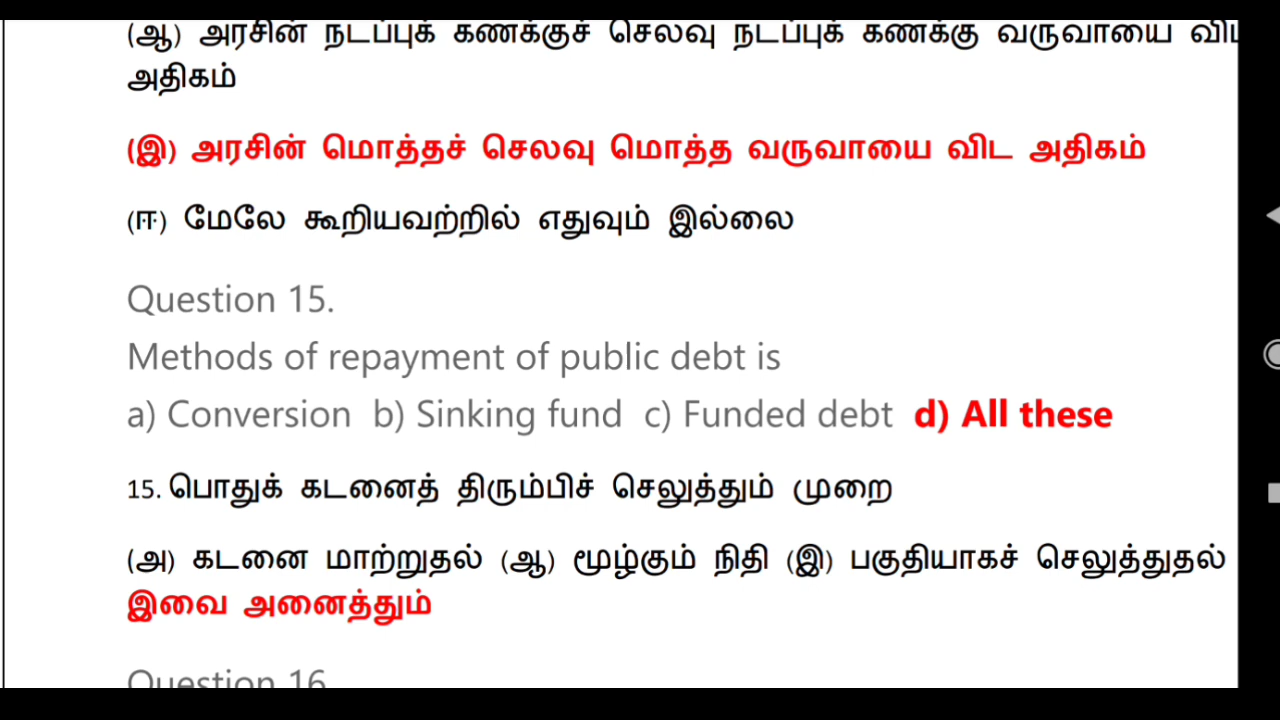 (ஆ) அரசின் நடப்புக் கணக்குச் செலவு நடப்புக் கணக்கு வருவாயை
அதிகம்
(இ) அரசின் மொத்தச் செலவு மொத்த வருவாயை விட அதிகம்
(ஈ) மேலே கூறியவற்றில் எதுவும் இல்லை
Question 15.
Methods of repayment of public debt is
a) Conversion b) Sinking fund c) Funded debt d) All these
15. பொதுக் கடனைத் திரும்பிச் செலுத்தும் முறை
(அ) கடனை மாற்றுதல் (ஆ) மூழ்கும் நிதி (இ) பகுதியாகச் செலுத்துதல்
இவை அனைத்தும்
Question 16